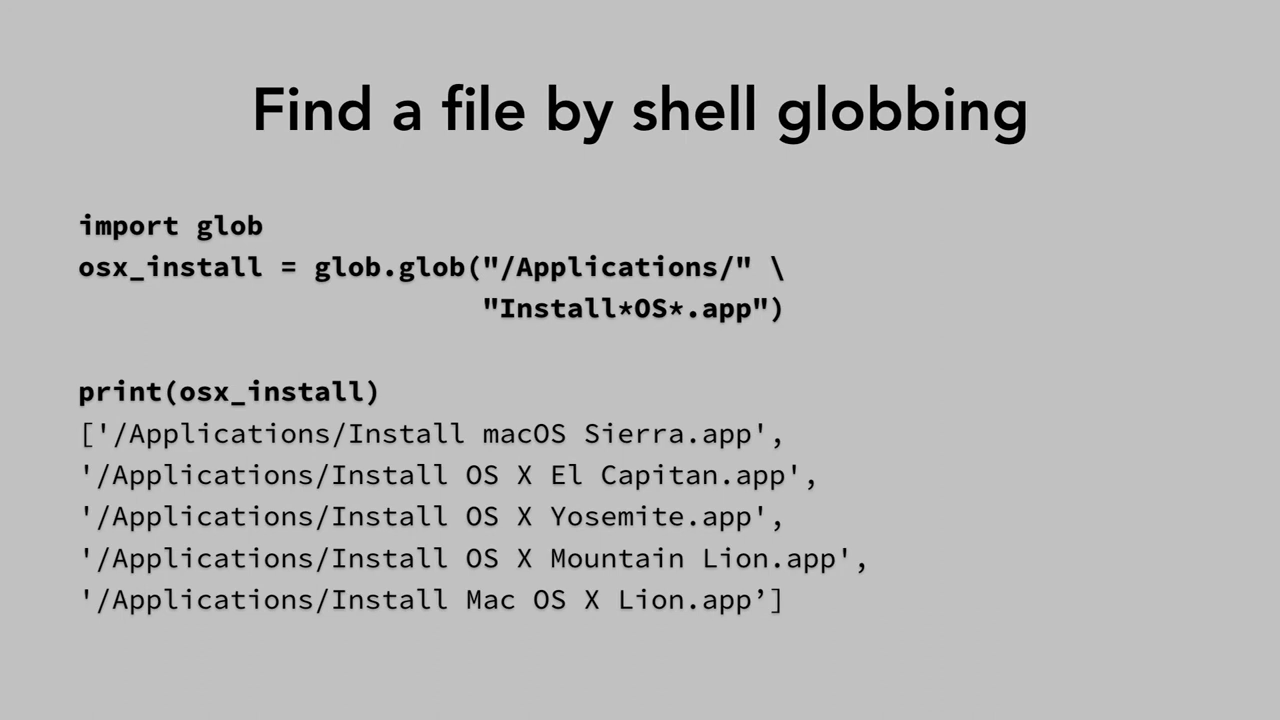 Find a file by shell globbing
import glob
osx_install = glob.glob("/Applications/" \
"Install*OS*.app")
print(osx_install)
['/Applications/Install macOS Sierra.app',
'/Applications/Install OS X El Capitan.app',
'/Applications/Install OS X Yosemite.app',
'/Applications/Install OS X Mountain Lion.app',
'/Applications/Install Mac OS X Lion.app’]